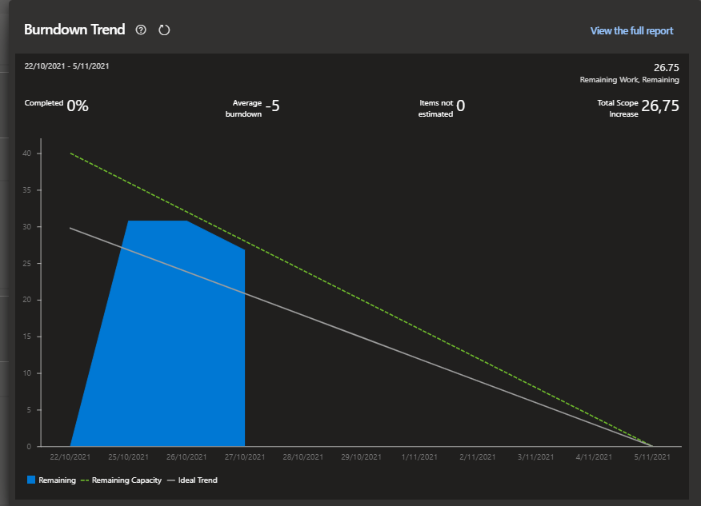 Burndown Trend
View the full report
22/10/2021 - 5/11/2021
26.75
Remaining Work, Remaining
Completed 0%
Average burndown -5
Items not estimated 0
Total Scope Increase 26,75
40
35
30
25
20
15
10
5
0
22/10/2021 25/10/2021 26/10/2021 27/10/2021 28/10/2021 29/10/2021 1/11/2021 2/11/2021 3/11/2021 4/11/2021 5/11/2021
Remaining Remaining Capacity Ideal Trend